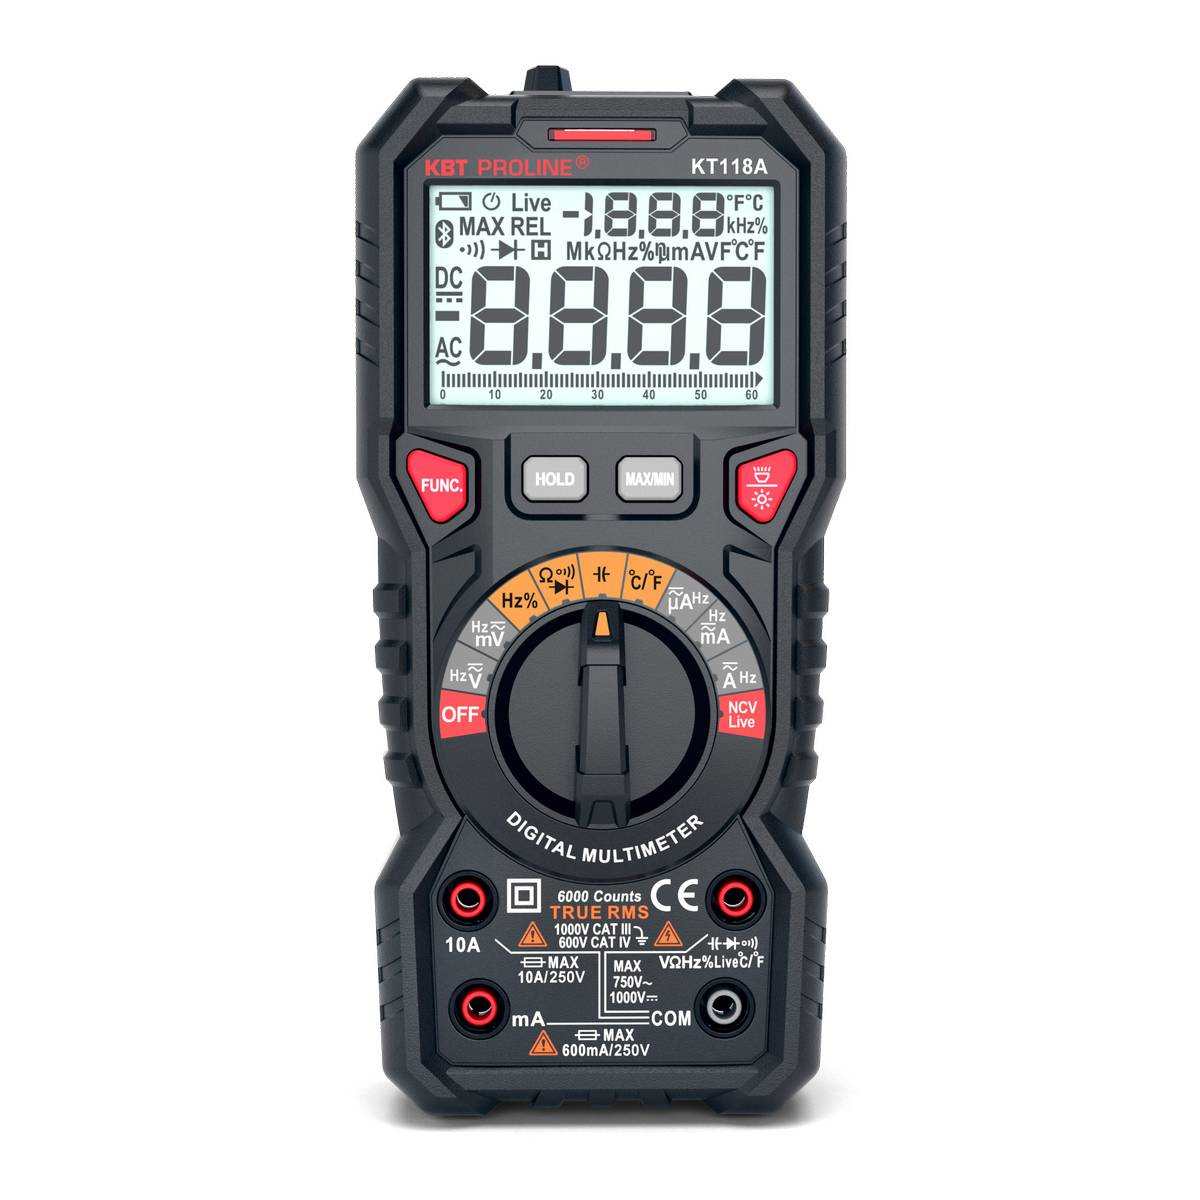 KBT PROLINE® KT118A
Live -1.8.8.8 °F°C
MAX REL kHz%
H MkΩHz%nµmAVF°C°F
DC
8.8.8.8
AC
0 10 20 30 40 50 60
FUNC. HOLD MAX/MIN
Hz% Ω °C/°F
Hz mV µA Hz
Hz mA
Hz V A Hz
OFF NCV
Live
DIGITAL MULTIMETER
6000 Counts CE
TRUE RMS
1000V CAT III
600V CAT IV
10A VΩHz%Live°C/°F
MAX
10A/250V
MAX
750V~
1000V⎓
mA COM
MAX
600mA/250V